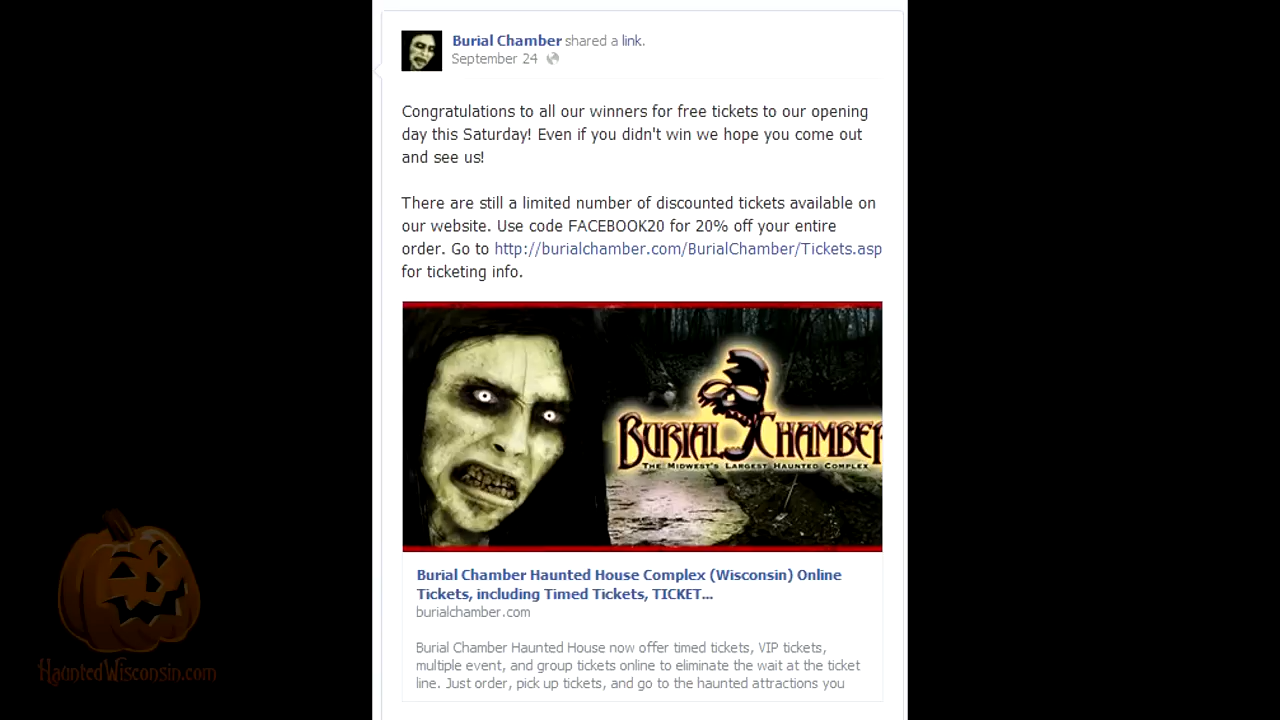 Burial Chamber shared a link.
September 24
Congratulations to all our winners for free tickets to our opening
day this Saturday! Even if you didn't win we hope you come out
and see us!
There are still a limited number of discounted tickets available on
our website. Use code FACEBOOK20 for 20% off your entire
order. Go to http://burialchamber.com/BurialChamber/Tickets.asp
for ticketing info.
BURIAL CHAMBER
THE MIDWEST'S LARGEST HAUNTED COMPLEX
Burial Chamber Haunted House Complex (Wisconsin) Online
Tickets, including Timed Tickets, TICKET...
burialchamber.com
Burial Chamber Haunted House now offer timed tickets, VIP tickets,
multiple event, and group tickets online to eliminate the wait at the ticket
line. Just order, pick up tickets, and go to the haunted attractions you
HauntedWisconsin.com